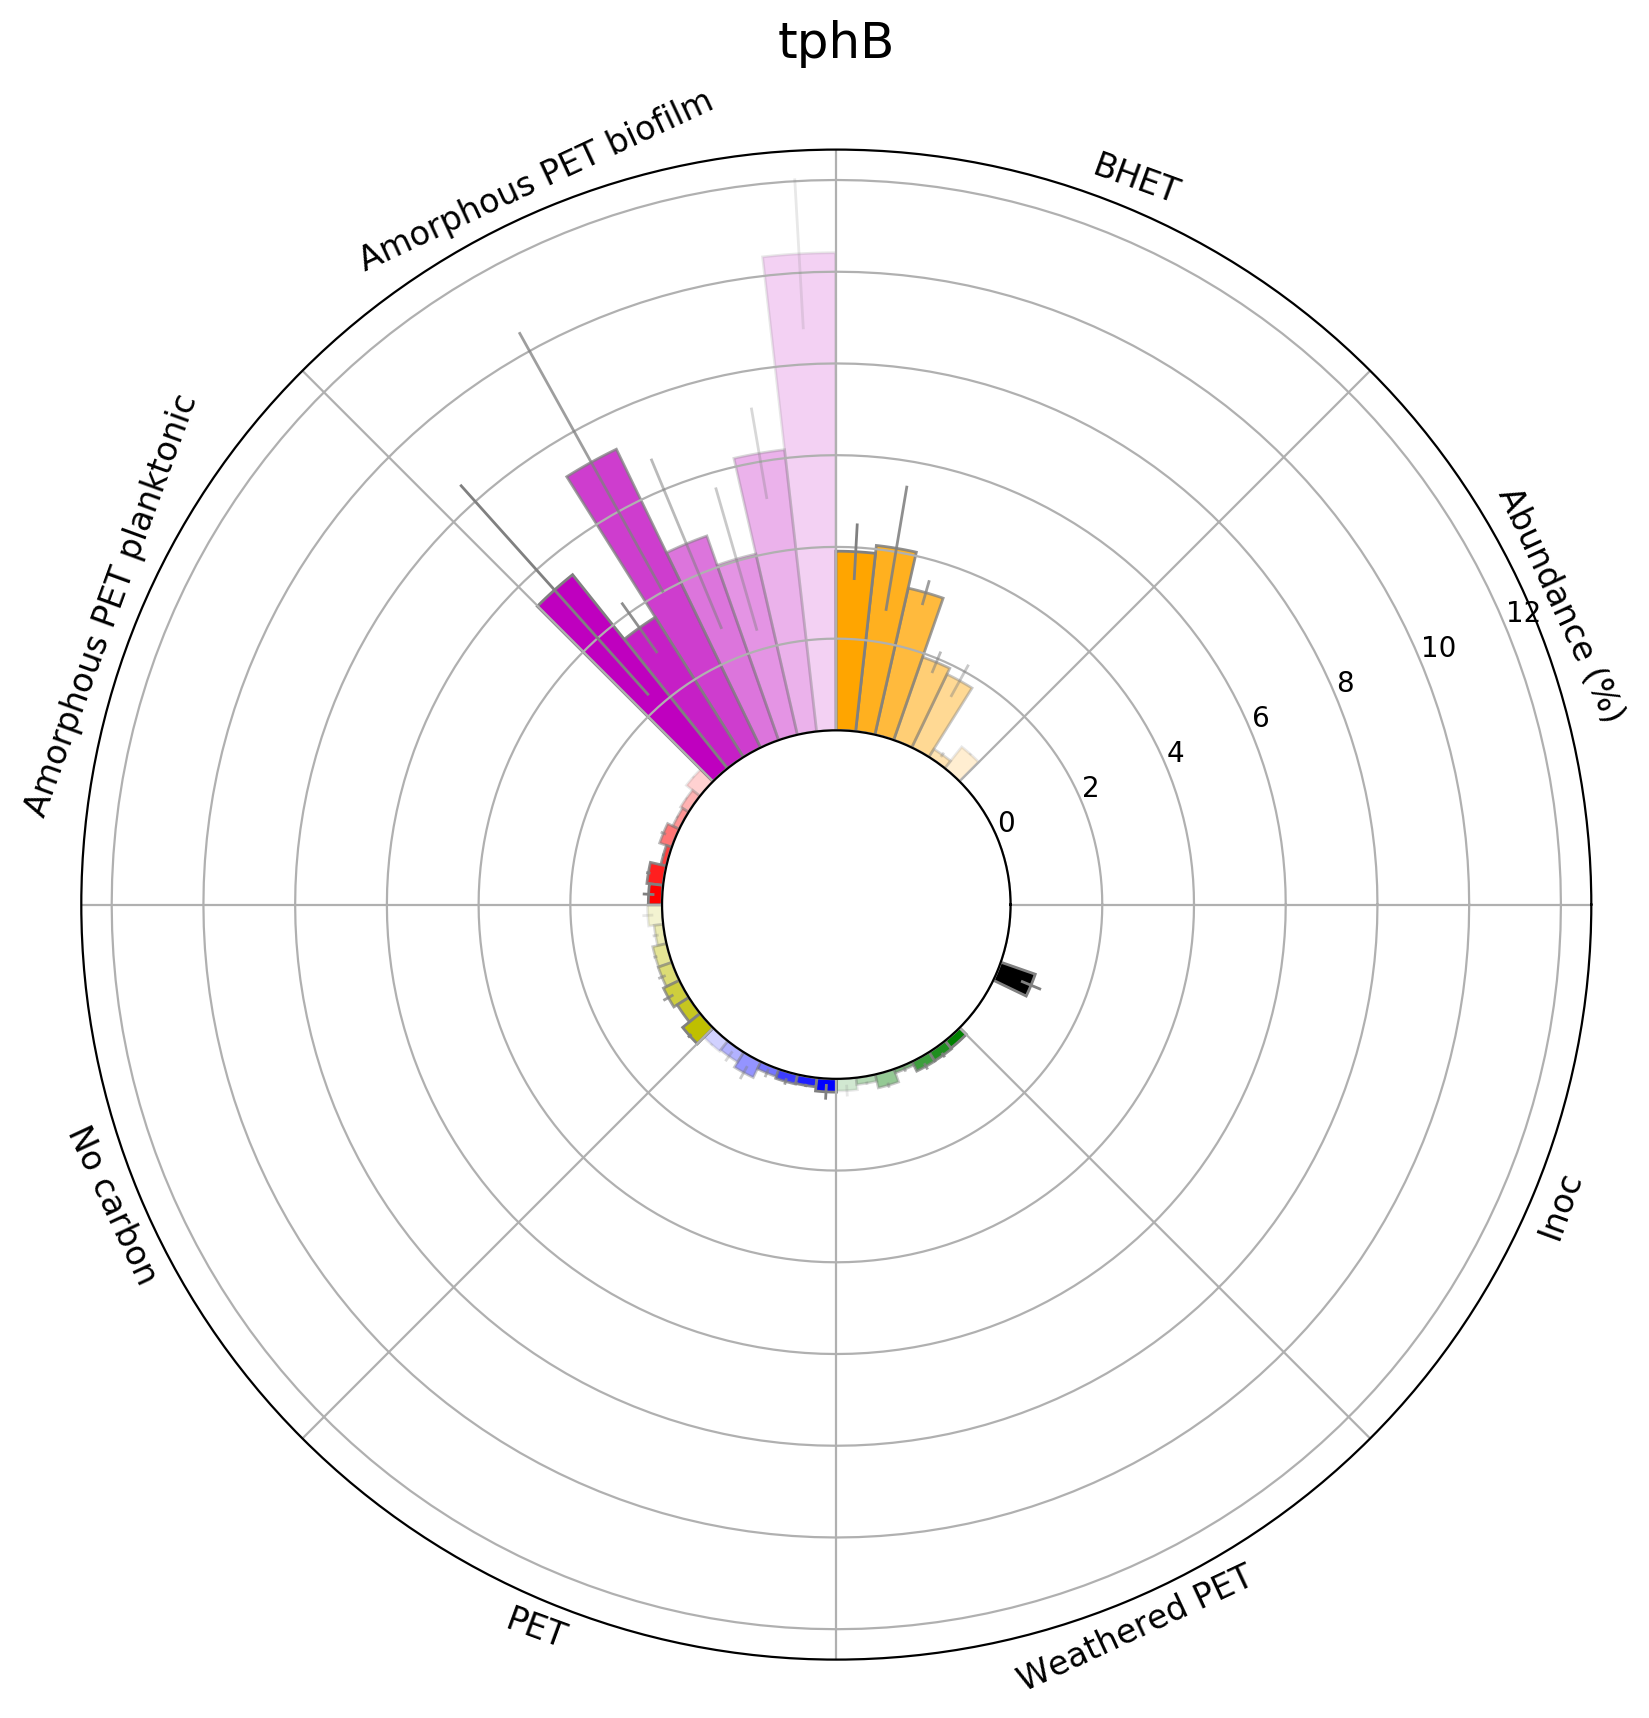 tphB
Amorphous PET biofilm
BHET
Amorphous PET planktonic
Abundance (%)
12
10
8
6
4
2
0
No carbon
Inoc
PET
Weathered PET